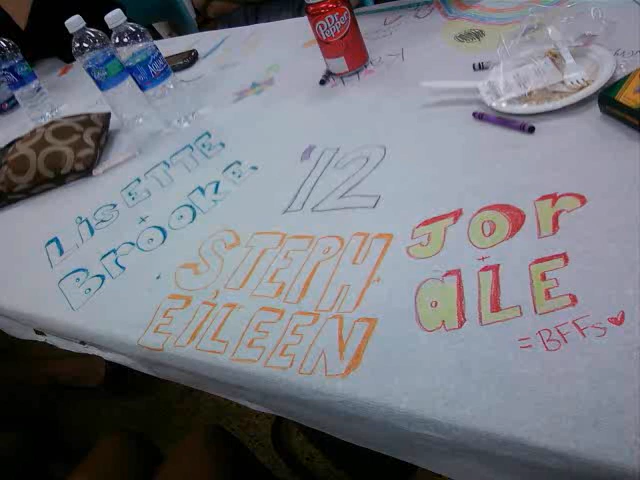 Dr Pepper
'12
LisETTE
+
BrooKE
STEPH
EILEEN
Jor
+
aLE
= BFFs